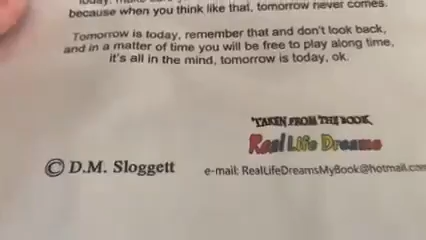 because when you think like that, tomorrow never comes.
Tomorrow is today, remember that and don't look back,
and in a matter of time you will be free to play along time,
it's all in the mind, tomorrow is today, ok.
TAKEN FROM THE BOOK
Real Life Dreams
© D.M. Sloggett
e-mail: RealLifeDreamsMyBook@hotmail.com